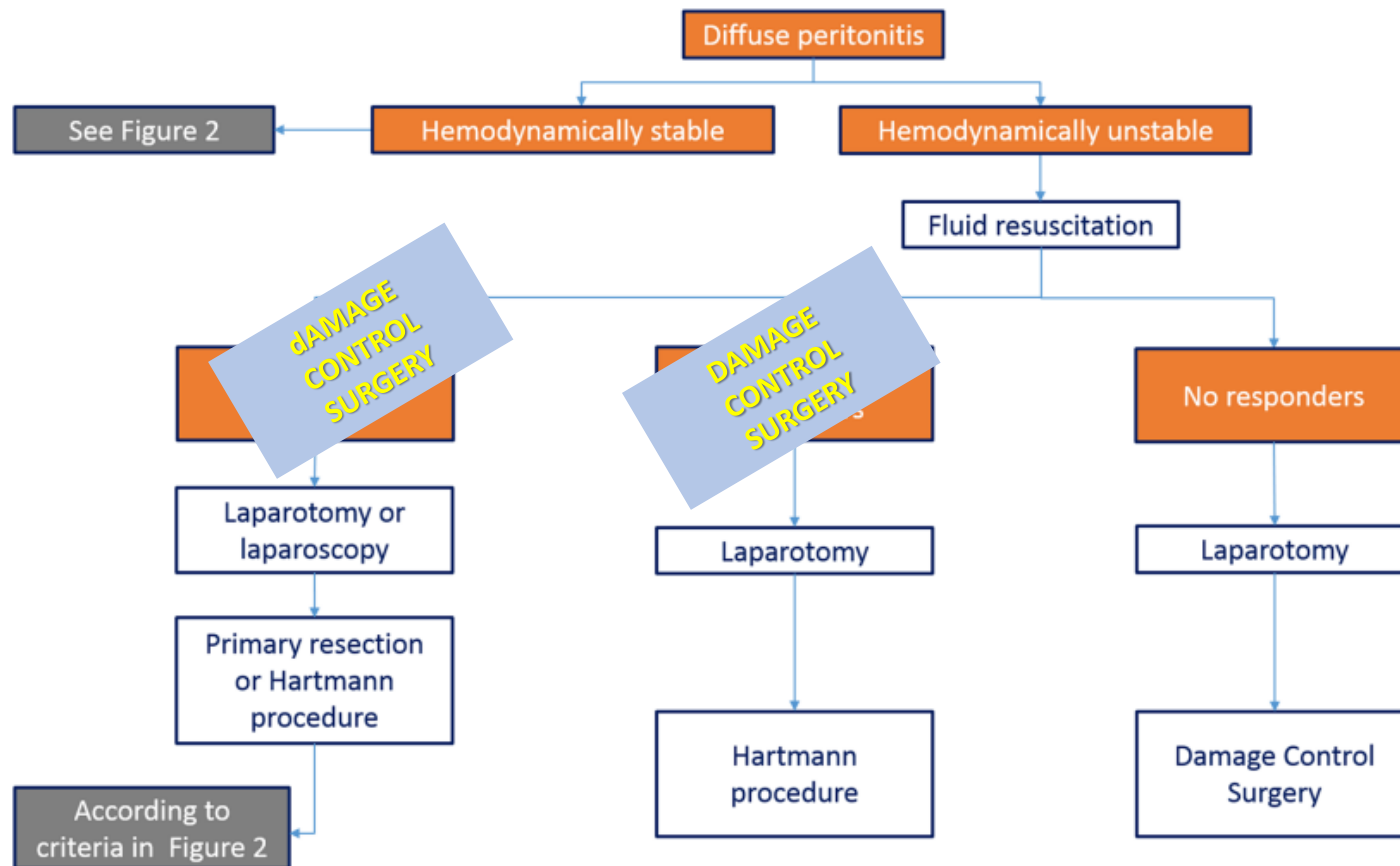 Diffuse peritonitis
See Figure 2
Hemodynamically stable
Hemodynamically unstable
Fluid resuscitation
dAMAGE
CONTROL
SURGERY
DAMAGE
CONTROL
SURGERY
No responders
Laparotomy or
laparoscopy
Laparotomy
Laparotomy
Primary resection
or Hartmann
procedure
Hartmann
procedure
Damage Control
Surgery
According to
criteria in Figure 2